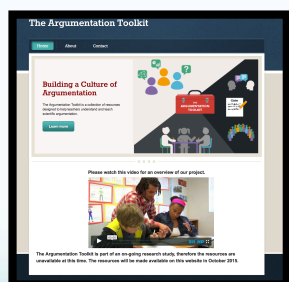 The Argumentation Toolkit
Home About Contact
Building a Culture of
Argumentation
The Argumentation Toolkit is a collection of resources
designed to help teachers understand and teach
scientific argumentation.
Learn more
ARGUMENTATION
TOOLKIT
Please watch this video for an overview of our project.
The Argumentation Toolkit is part of an on-going research study, therefore the resources are
unavailable at this time. The resources will be made available on this website in October 2015.